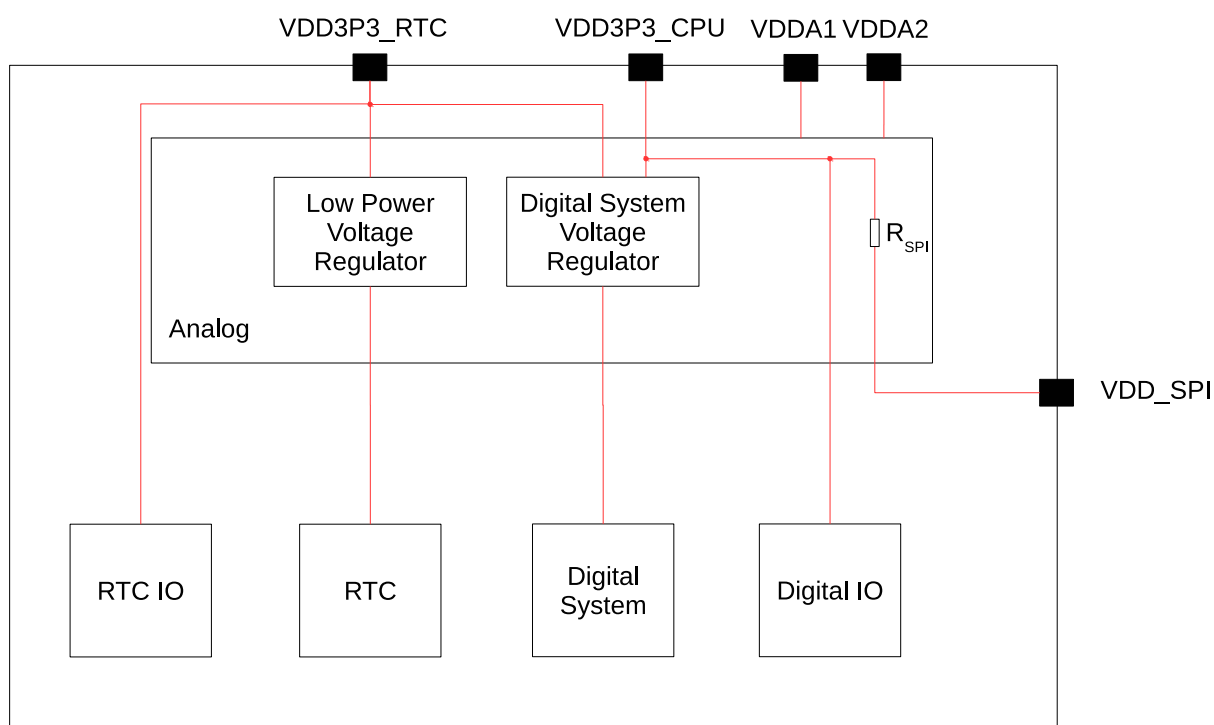 VDD3P3_RTC
VDD3P3_CPU
VDDA1
VDDA2
Low Power
Voltage
Regulator
Digital System
Voltage
Regulator
RSPI
Analog
VDD_SPI
RTC IO
RTC
Digital
System
Digital IO